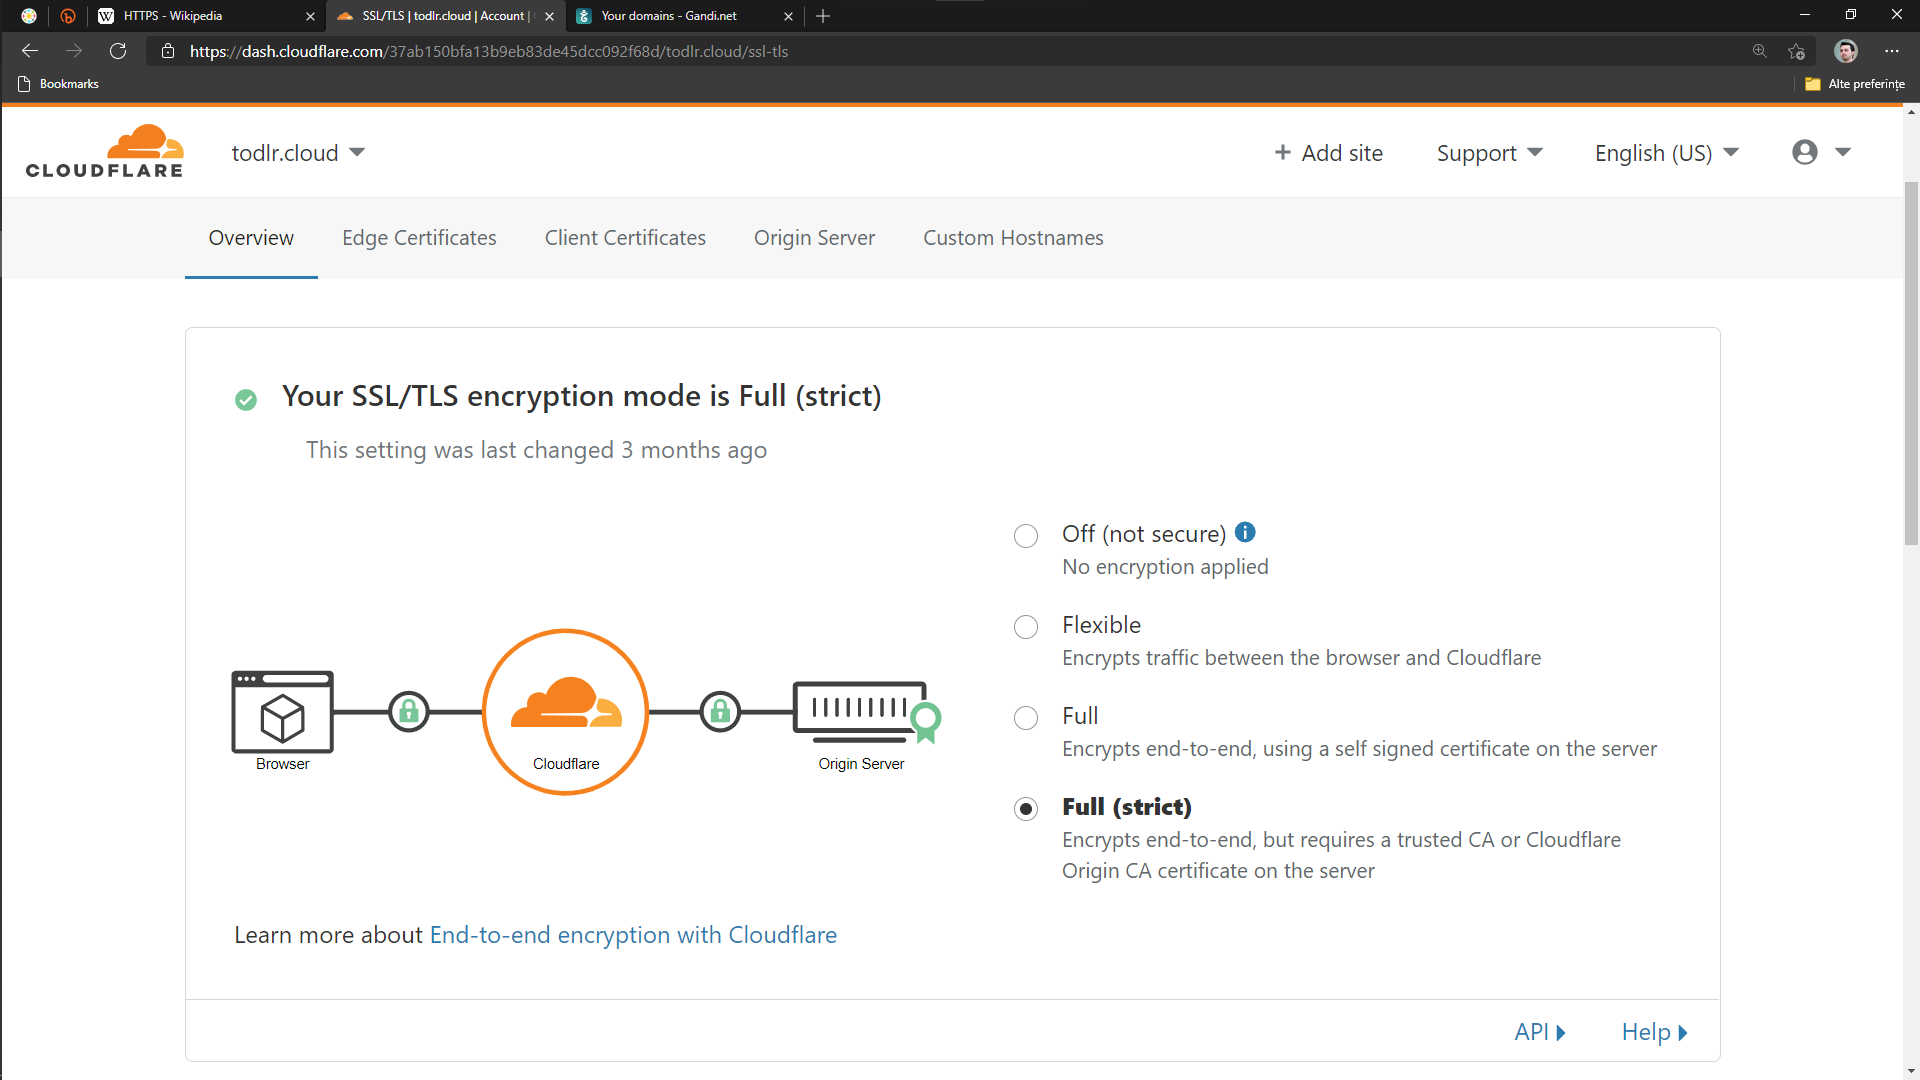 HTTPS - Wikipedia
SSL/TLS | todlr.cloud | Account |
Your domains - Gandi.net
https://dash.cloudflare.com/37ab150bfa13b9eb83de45dcc092f68d/todlr.cloud/ssl-tls
Bookmarks
Alte preferințe
CLOUDFLARE
todlr.cloud
+ Add site
Support
English (US)
Overview
Edge Certificates
Client Certificates
Origin Server
Custom Hostnames
Your SSL/TLS encryption mode is Full (strict)
This setting was last changed 3 months ago
Browser
Cloudflare
Origin Server
Off (not secure)
No encryption applied
Flexible
Encrypts traffic between the browser and Cloudflare
Full
Encrypts end-to-end, using a self signed certificate on the server
Full (strict)
Encrypts end-to-end, but requires a trusted CA or Cloudflare
Origin CA certificate on the server
Learn more about End-to-end encryption with Cloudflare
API
Help